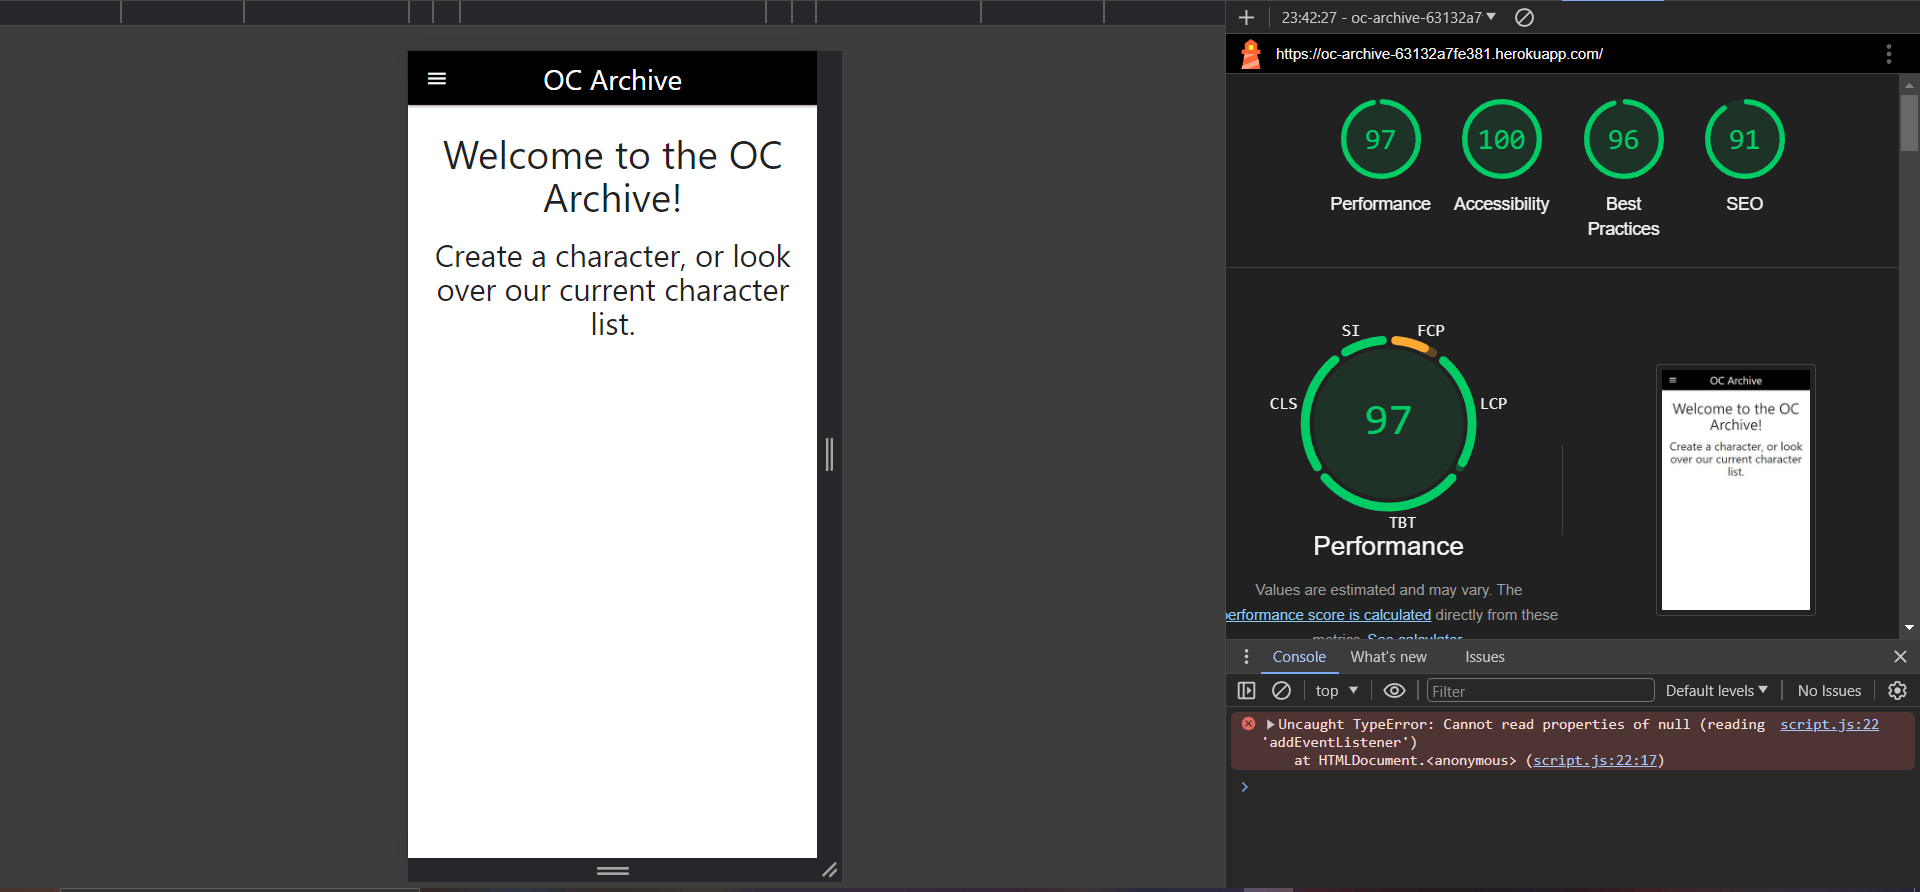 23:42:27 - oc-archive-63132a7
https://oc-archive-63132a7fe381.herokuapp.com/
OC Archive
Welcome to the OC
Archive!
Create a character, or look
over our current character
list.
97
100
96
91
Performance
Accessibility
Best
Practices
SEO
SI
FCP
CLS
LCP
97
TBT
Performance
Values are estimated and may vary. The
performance score is calculated directly from these
metrics. See calculator.
OC Archive
Welcome to the OC
Archive!
Create a character, or look
over our current character
list.
Console
What's new
Issues
top
Filter
Default levels
No Issues
Uncaught TypeError: Cannot read properties of null (reading script.js:22
'addEventListener')
at HTMLDocument.<anonymous> (script.js:22:17)